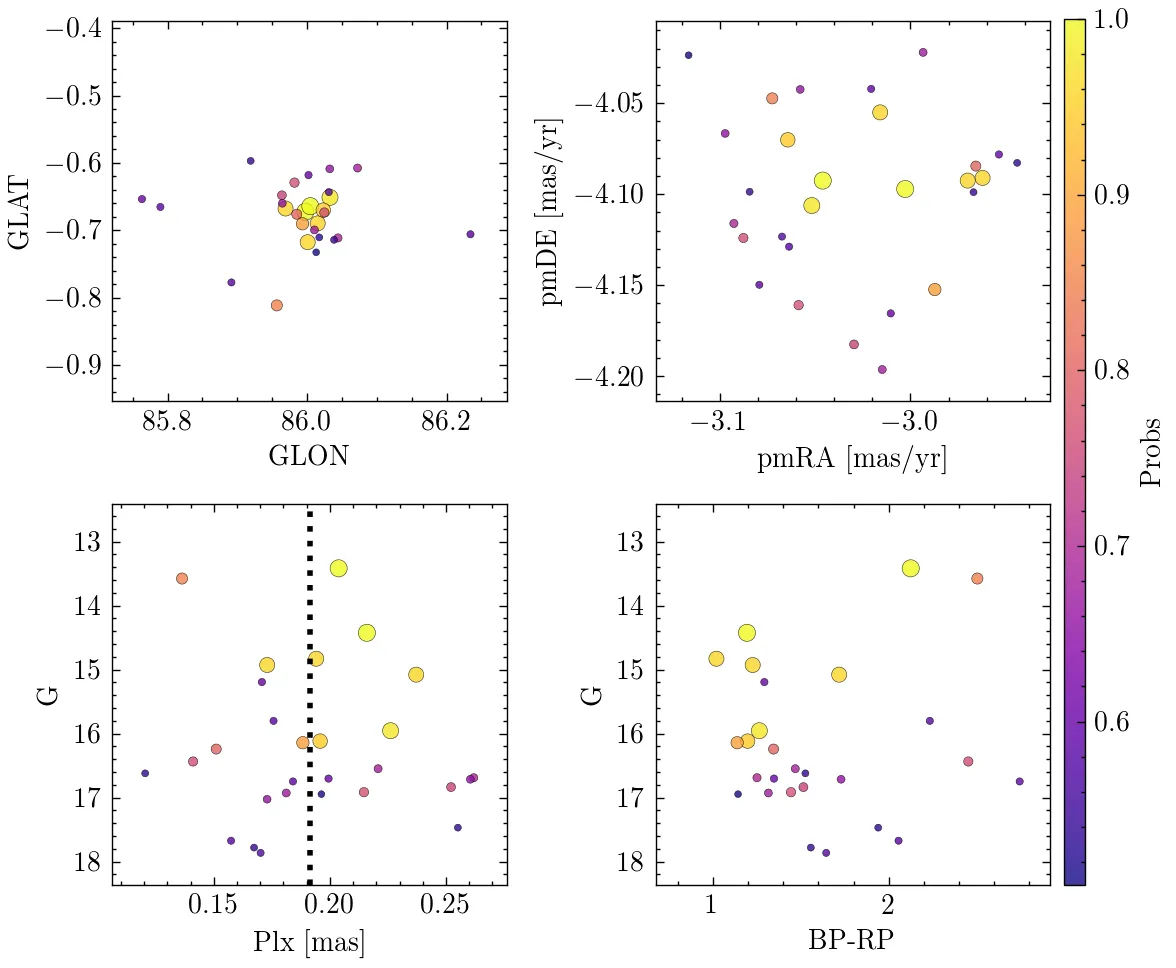 −0.4
−0.5
−0.6
−0.7
−0.8
−0.9
GLAT
85.8 86.0 86.2
GLON
−4.05
−4.10
−4.15
−4.20
pmDE [mas/yr]
−3.1 −3.0
pmRA [mas/yr]
13
14
15
16
17
18
G
0.15 0.20 0.25
Plx [mas]
13
14
15
16
17
18
G
1 2
BP-RP
1.0
0.9
0.8
0.7
0.6
Probs